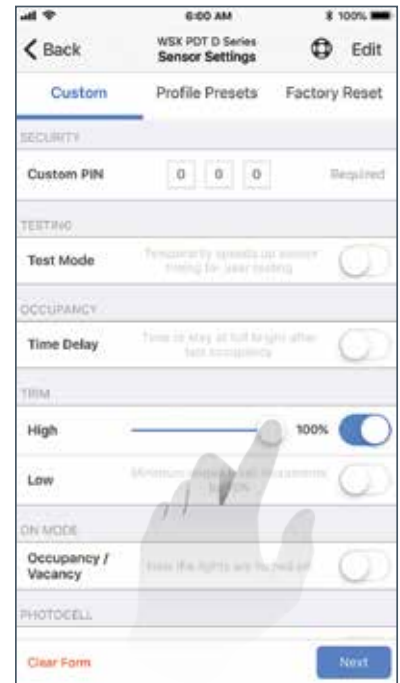 6:00 AM 100%
Back WSX PDT D Series Edit
Sensor Settings
Custom Profile Presets Factory Reset
SECURITY
Custom PIN 0 0 0 Required
TESTING
Test Mode Temporarily speeds up sensor
timing for user testing
OCCUPANCY
Time Delay Time to stay at full bright after
last occupancy
TRIM
High 100%
Low Minimum
ON MODE
Occupancy /
Vacancy How the lights are turned on
PHOTOCELL
Clear Form Next